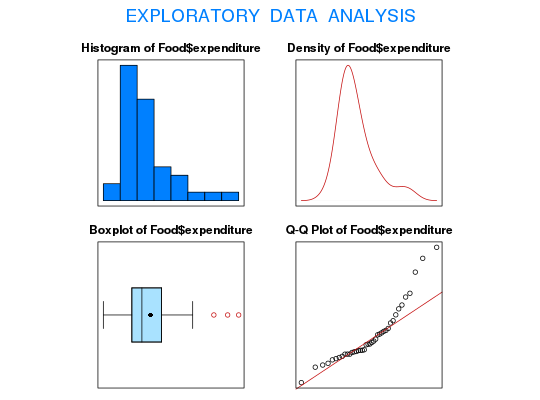 EXPLORATORY DATA ANALYSIS
Histogram of Food$expenditure
Density of Food$expenditure
Boxplot of Food$expenditure
Q-Q Plot of Food$expenditure